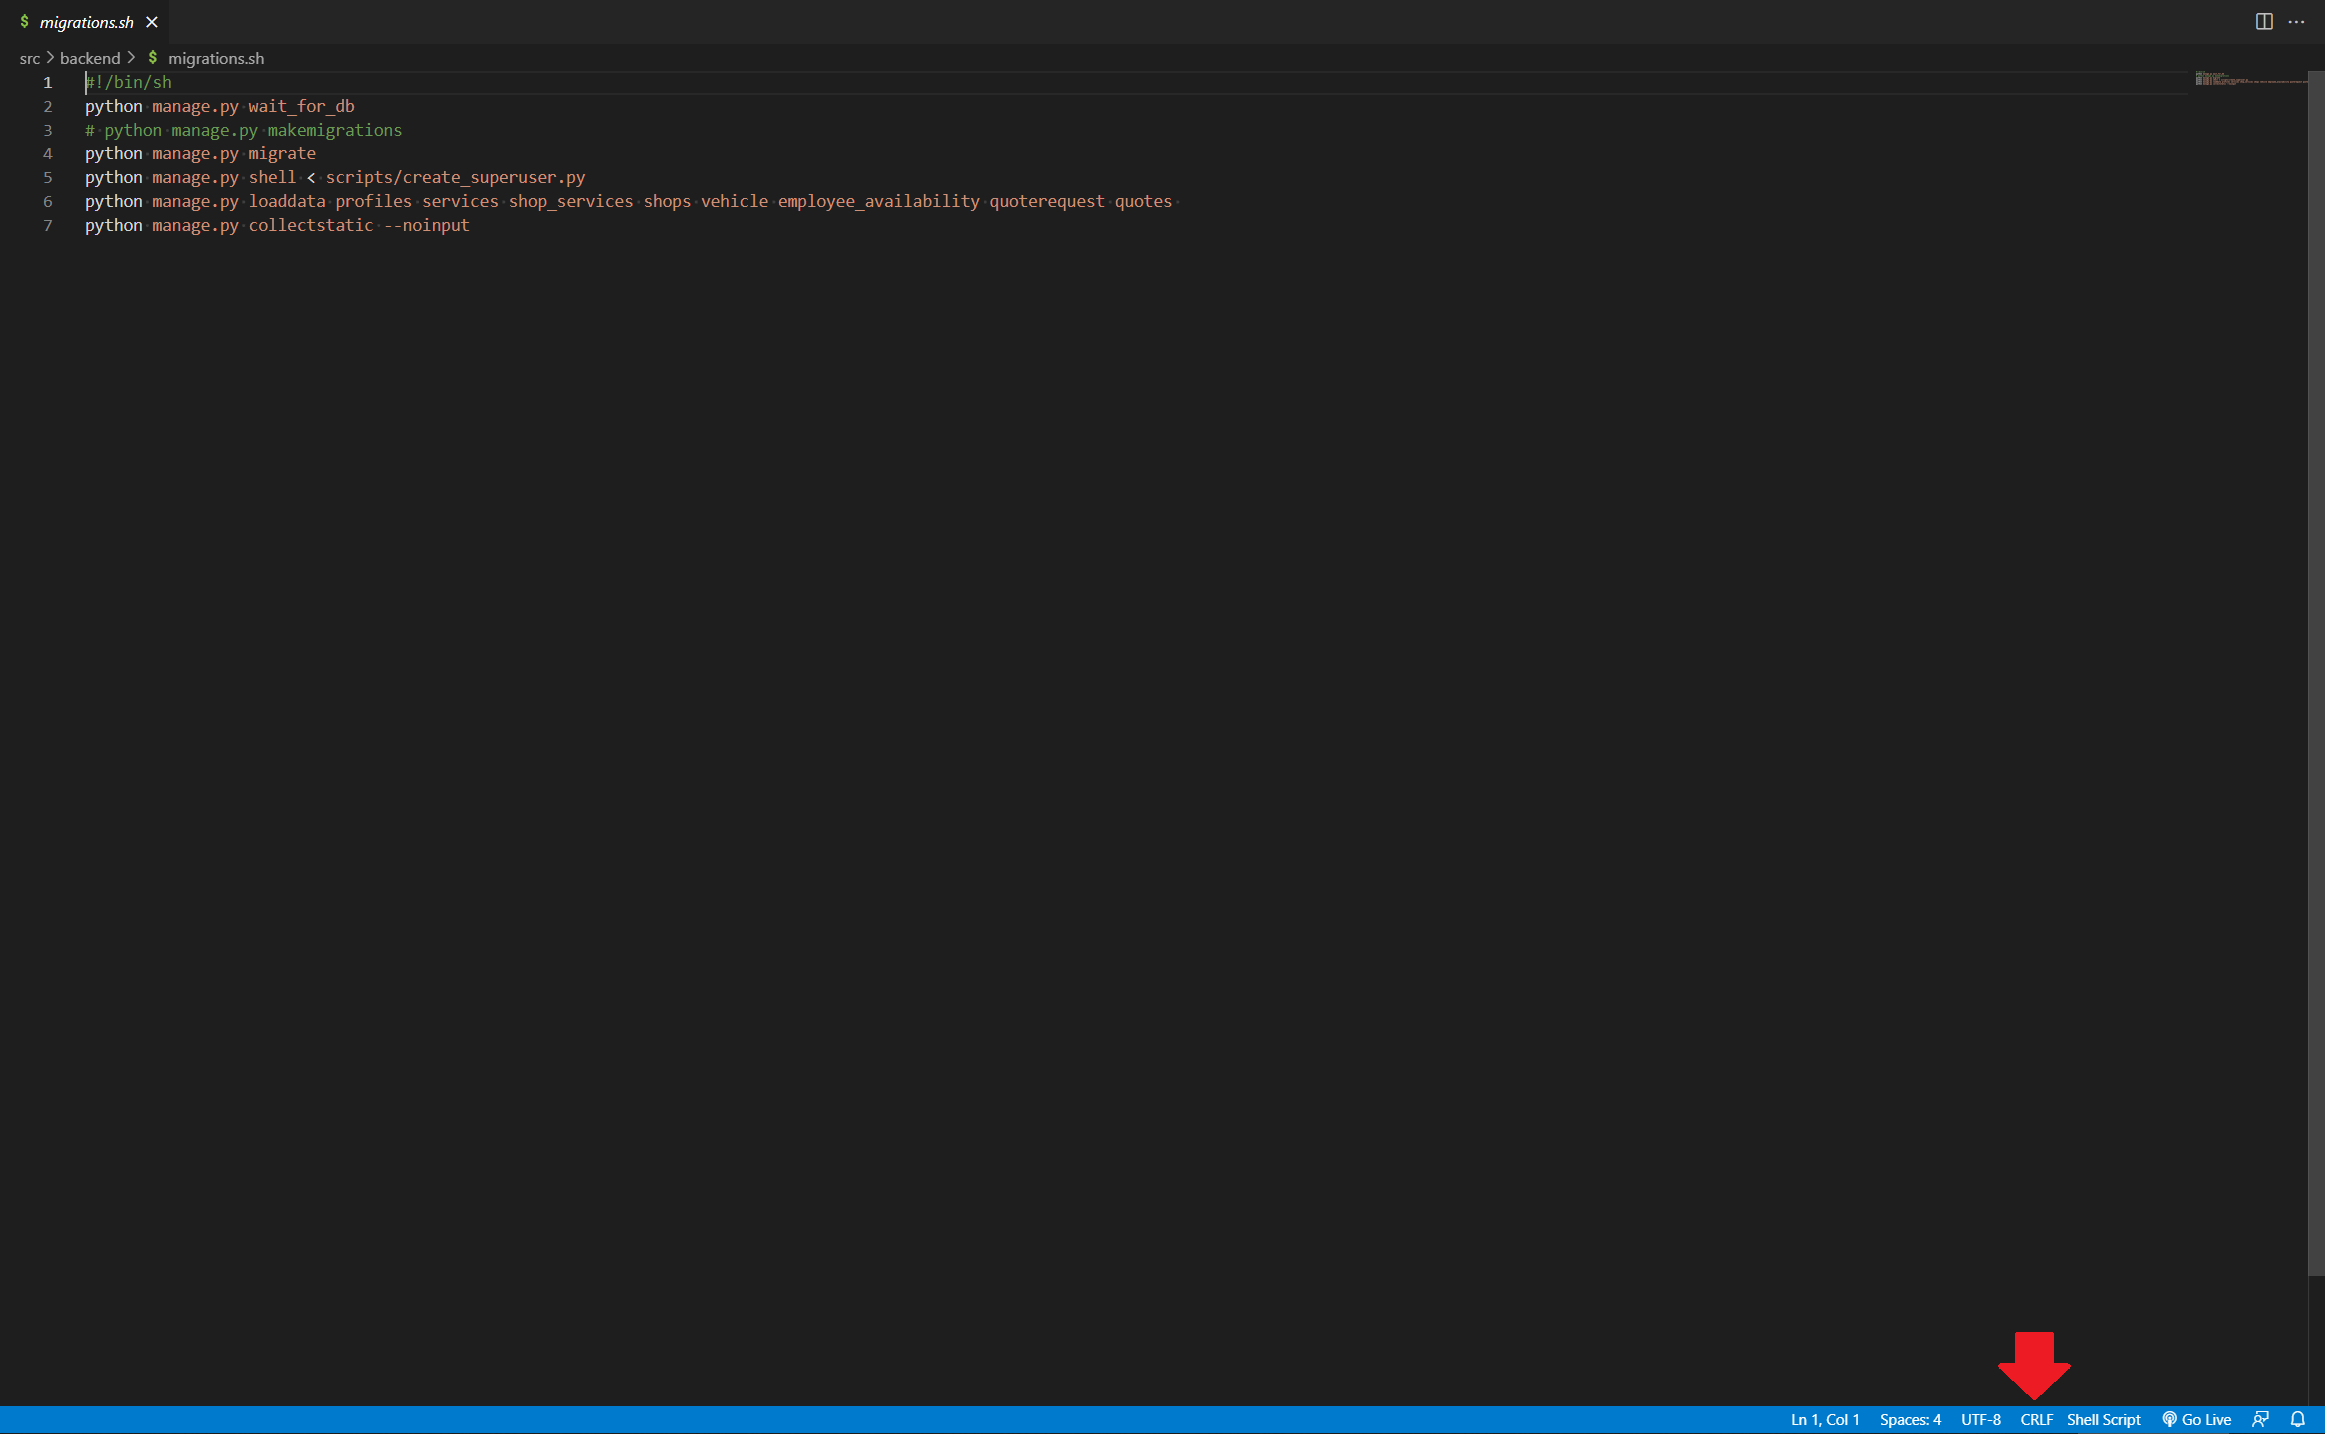 $ migrations.sh
src > backend > $ migrations.sh
1 #!/bin/sh
2 python manage.py wait_for_db
3 # python manage.py makemigrations
4 python manage.py migrate
5 python manage.py shell < scripts/create_superuser.py
6 python manage.py loaddata profiles services shop_services shops vehicle employee_availability quoterequest quotes
7 python manage.py collectstatic --noinput
Ln 1, Col 1 Spaces: 4 UTF-8 CRLF Shell Script Go Live